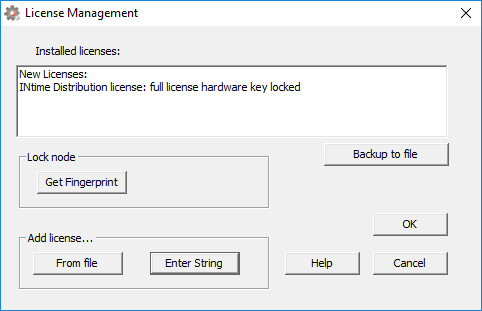 License Management
Installed licenses:
New Licenses:
INtime Distribution license: full license hardware key locked
Backup to file
Lock node
Get Fingerprint
OK
Add license...
From file
Enter String
Help
Cancel